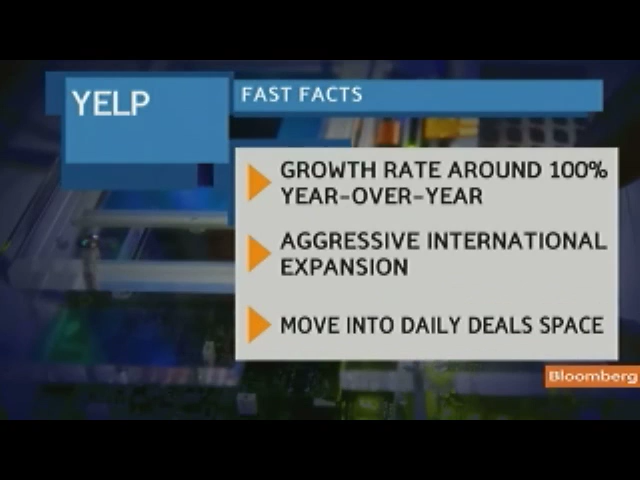 YELP
FAST FACTS
GROWTH RATE AROUND 100%
YEAR-OVER-YEAR
AGGRESSIVE INTERNATIONAL
EXPANSION
MOVE INTO DAILY DEALS SPACE
Bloomberg